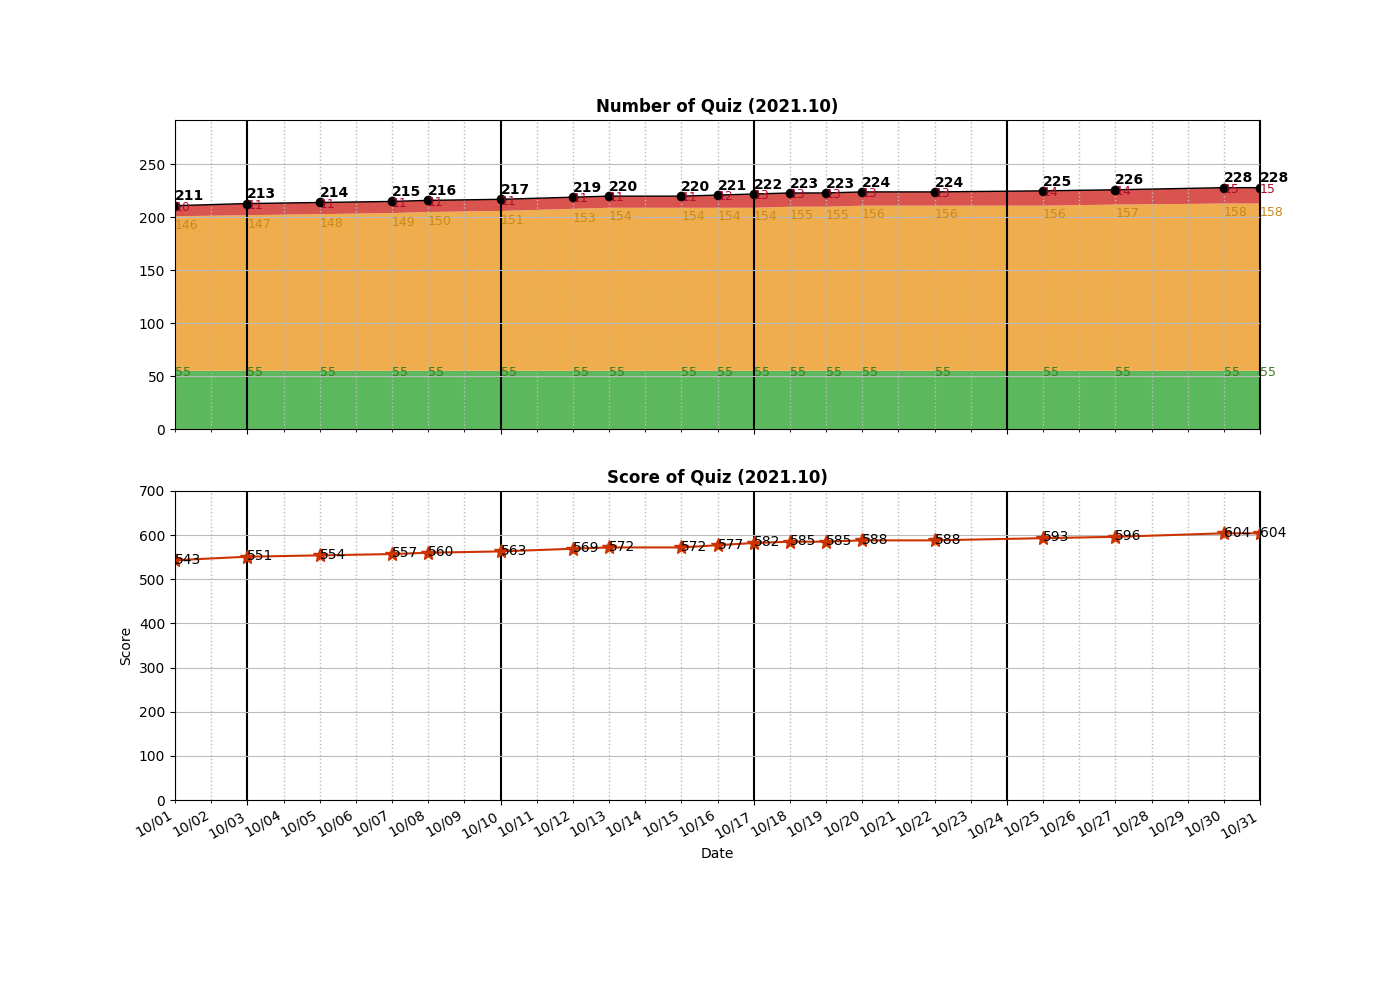 Number of Quiz (2021.10)
250
200
150
100
50
0
211 213 214 215 216 217 219 220 220 221 222 223 223 224 224 225 226 228 228
10 11 11 11 11 11 11 11 11 12 13 13 13 13 13 14 14 15 15
146 147 148 149 150 151 153 154 154 154 154 155 155 156 156 156 157 158 158
55 55 55 55 55 55 55 55 55 55 55 55 55 55 55 55 55 55 55
Score of Quiz (2021.10)
700
600
500
400
300
200
100
0
Score
543 551 554 557 560 563 569 572 572 577 582 585 585 588 588 593 596 604 604
10/01 10/02 10/03 10/04 10/05 10/06 10/07 10/08 10/09 10/10 10/11 10/12 10/13 10/14 10/15 10/16 10/17 10/18 10/19 10/20 10/21 10/22 10/23 10/24 10/25 10/26 10/27 10/28 10/29 10/30 10/31
Date